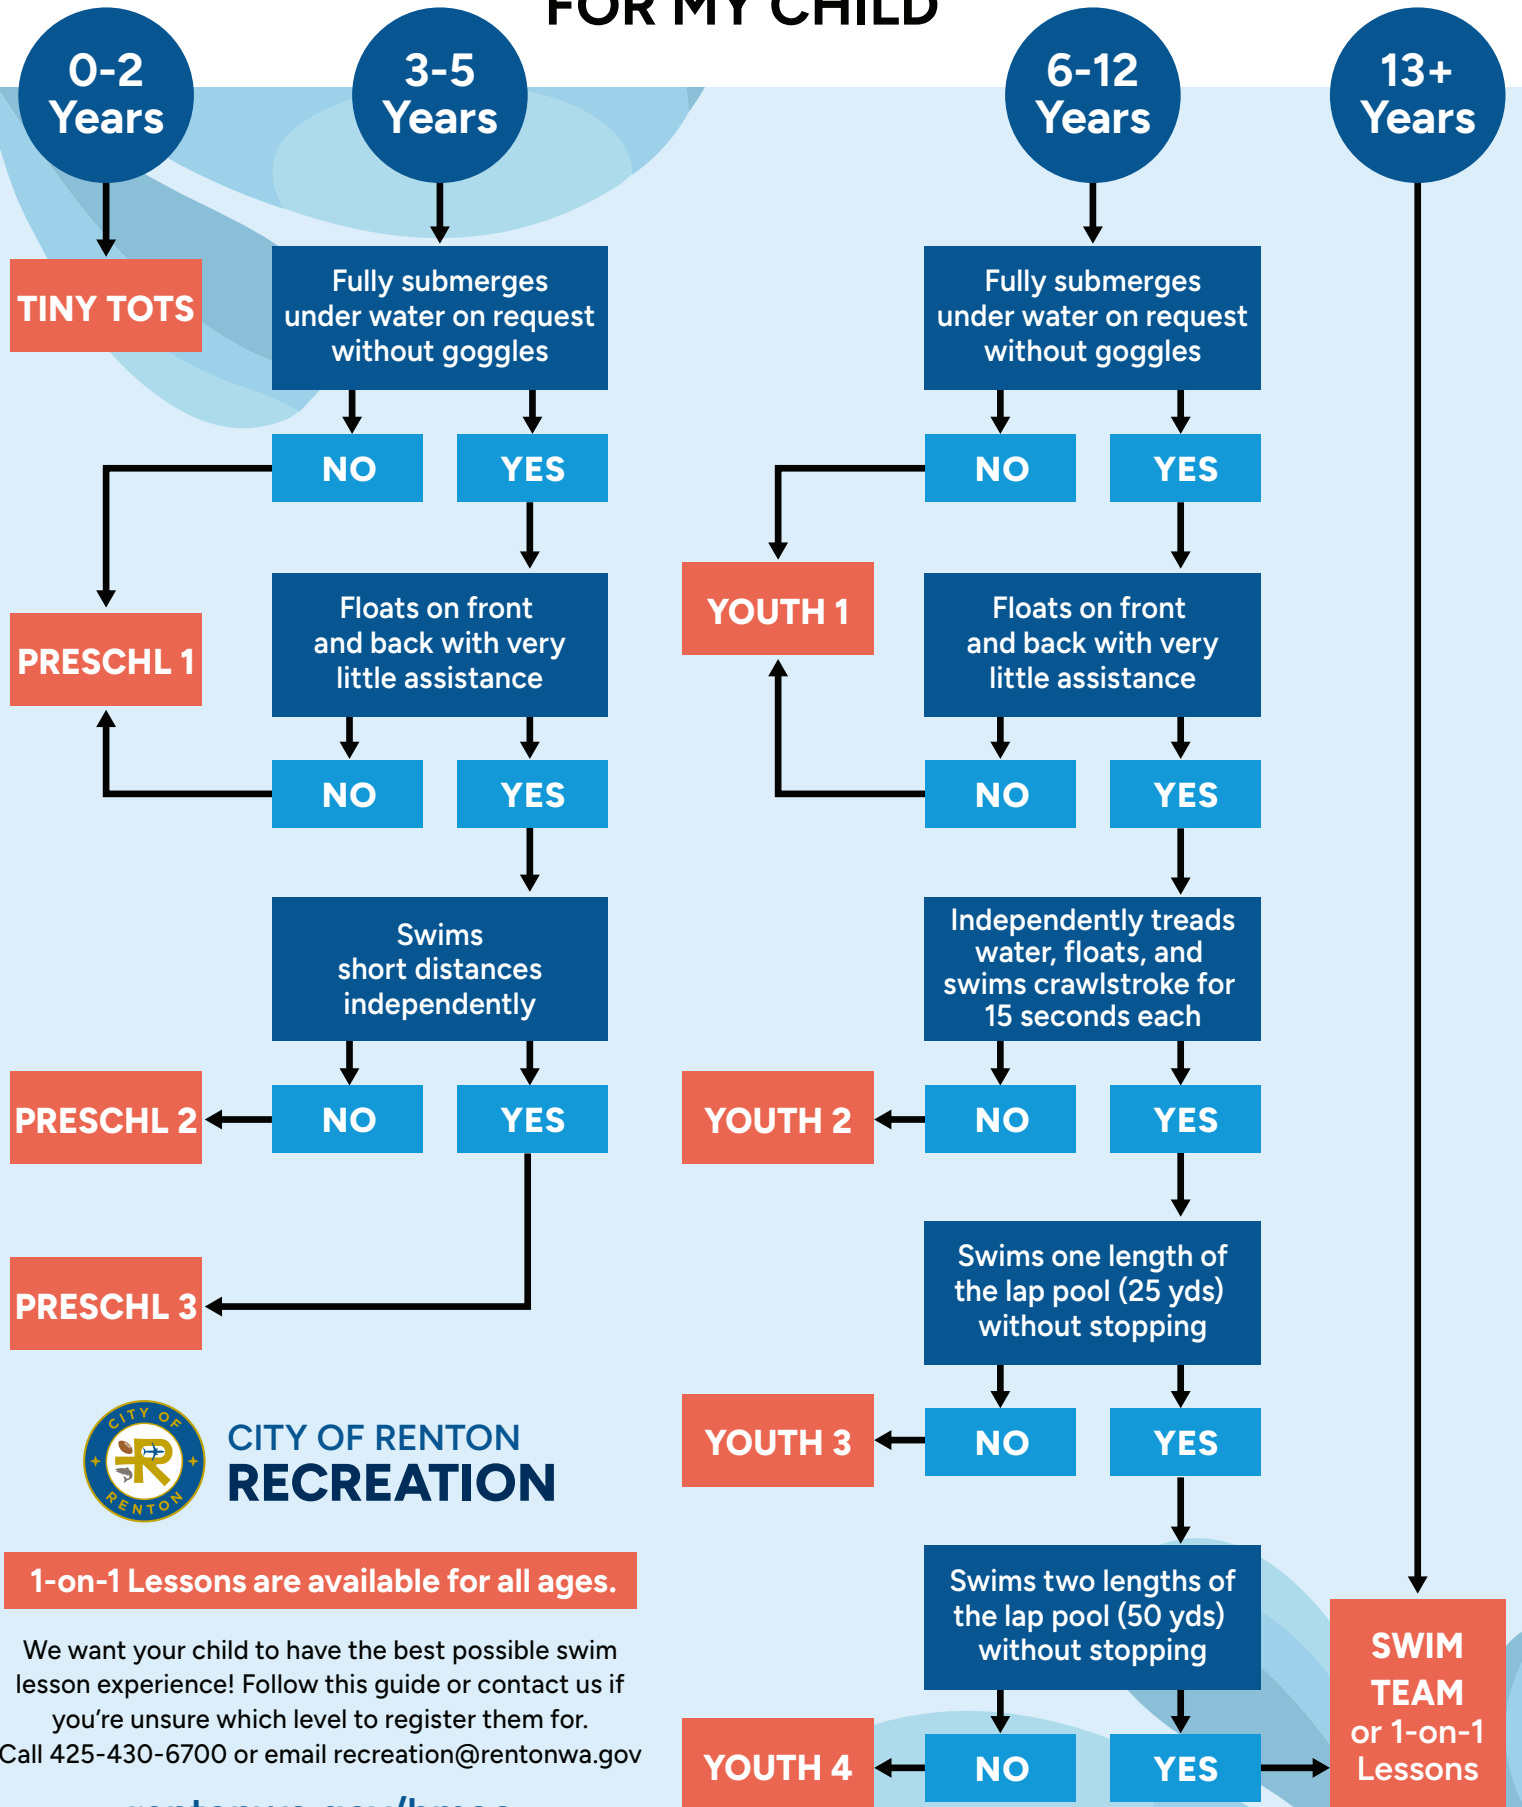 FOR MY CHILD
0-2
Years
3-5
Years
6-12
Years
13+
Years
TINY TOTS
Fully submerges
under water on request
without goggles
NO
YES
PRESCHL 1
Floats on front
and back with very
little assistance
NO
YES
Swims
short distances
independently
PRESCHL 2
NO
YES
PRESCHL 3
Fully submerges
under water on request
without goggles
NO
YES
YOUTH 1
Floats on front
and back with very
little assistance
NO
YES
Independently treads
water, floats, and
swims crawlstroke for
15 seconds each
YOUTH 2
NO
YES
Swims one length of
the lap pool (25 yds)
without stopping
YOUTH 3
NO
YES
Swims two lengths of
the lap pool (50 yds)
without stopping
YOUTH 4
NO
YES
SWIM
TEAM
or 1-on-1
Lessons
CITY OF
RENTON
CITY OF RENTON
RECREATION
1-on-1 Lessons are available for all ages.
We want your child to have the best possible swim
lesson experience! Follow this guide or contact us if
you're unsure which level to register them for.
Call 425-430-6700 or email recreation@rentonwa.gov